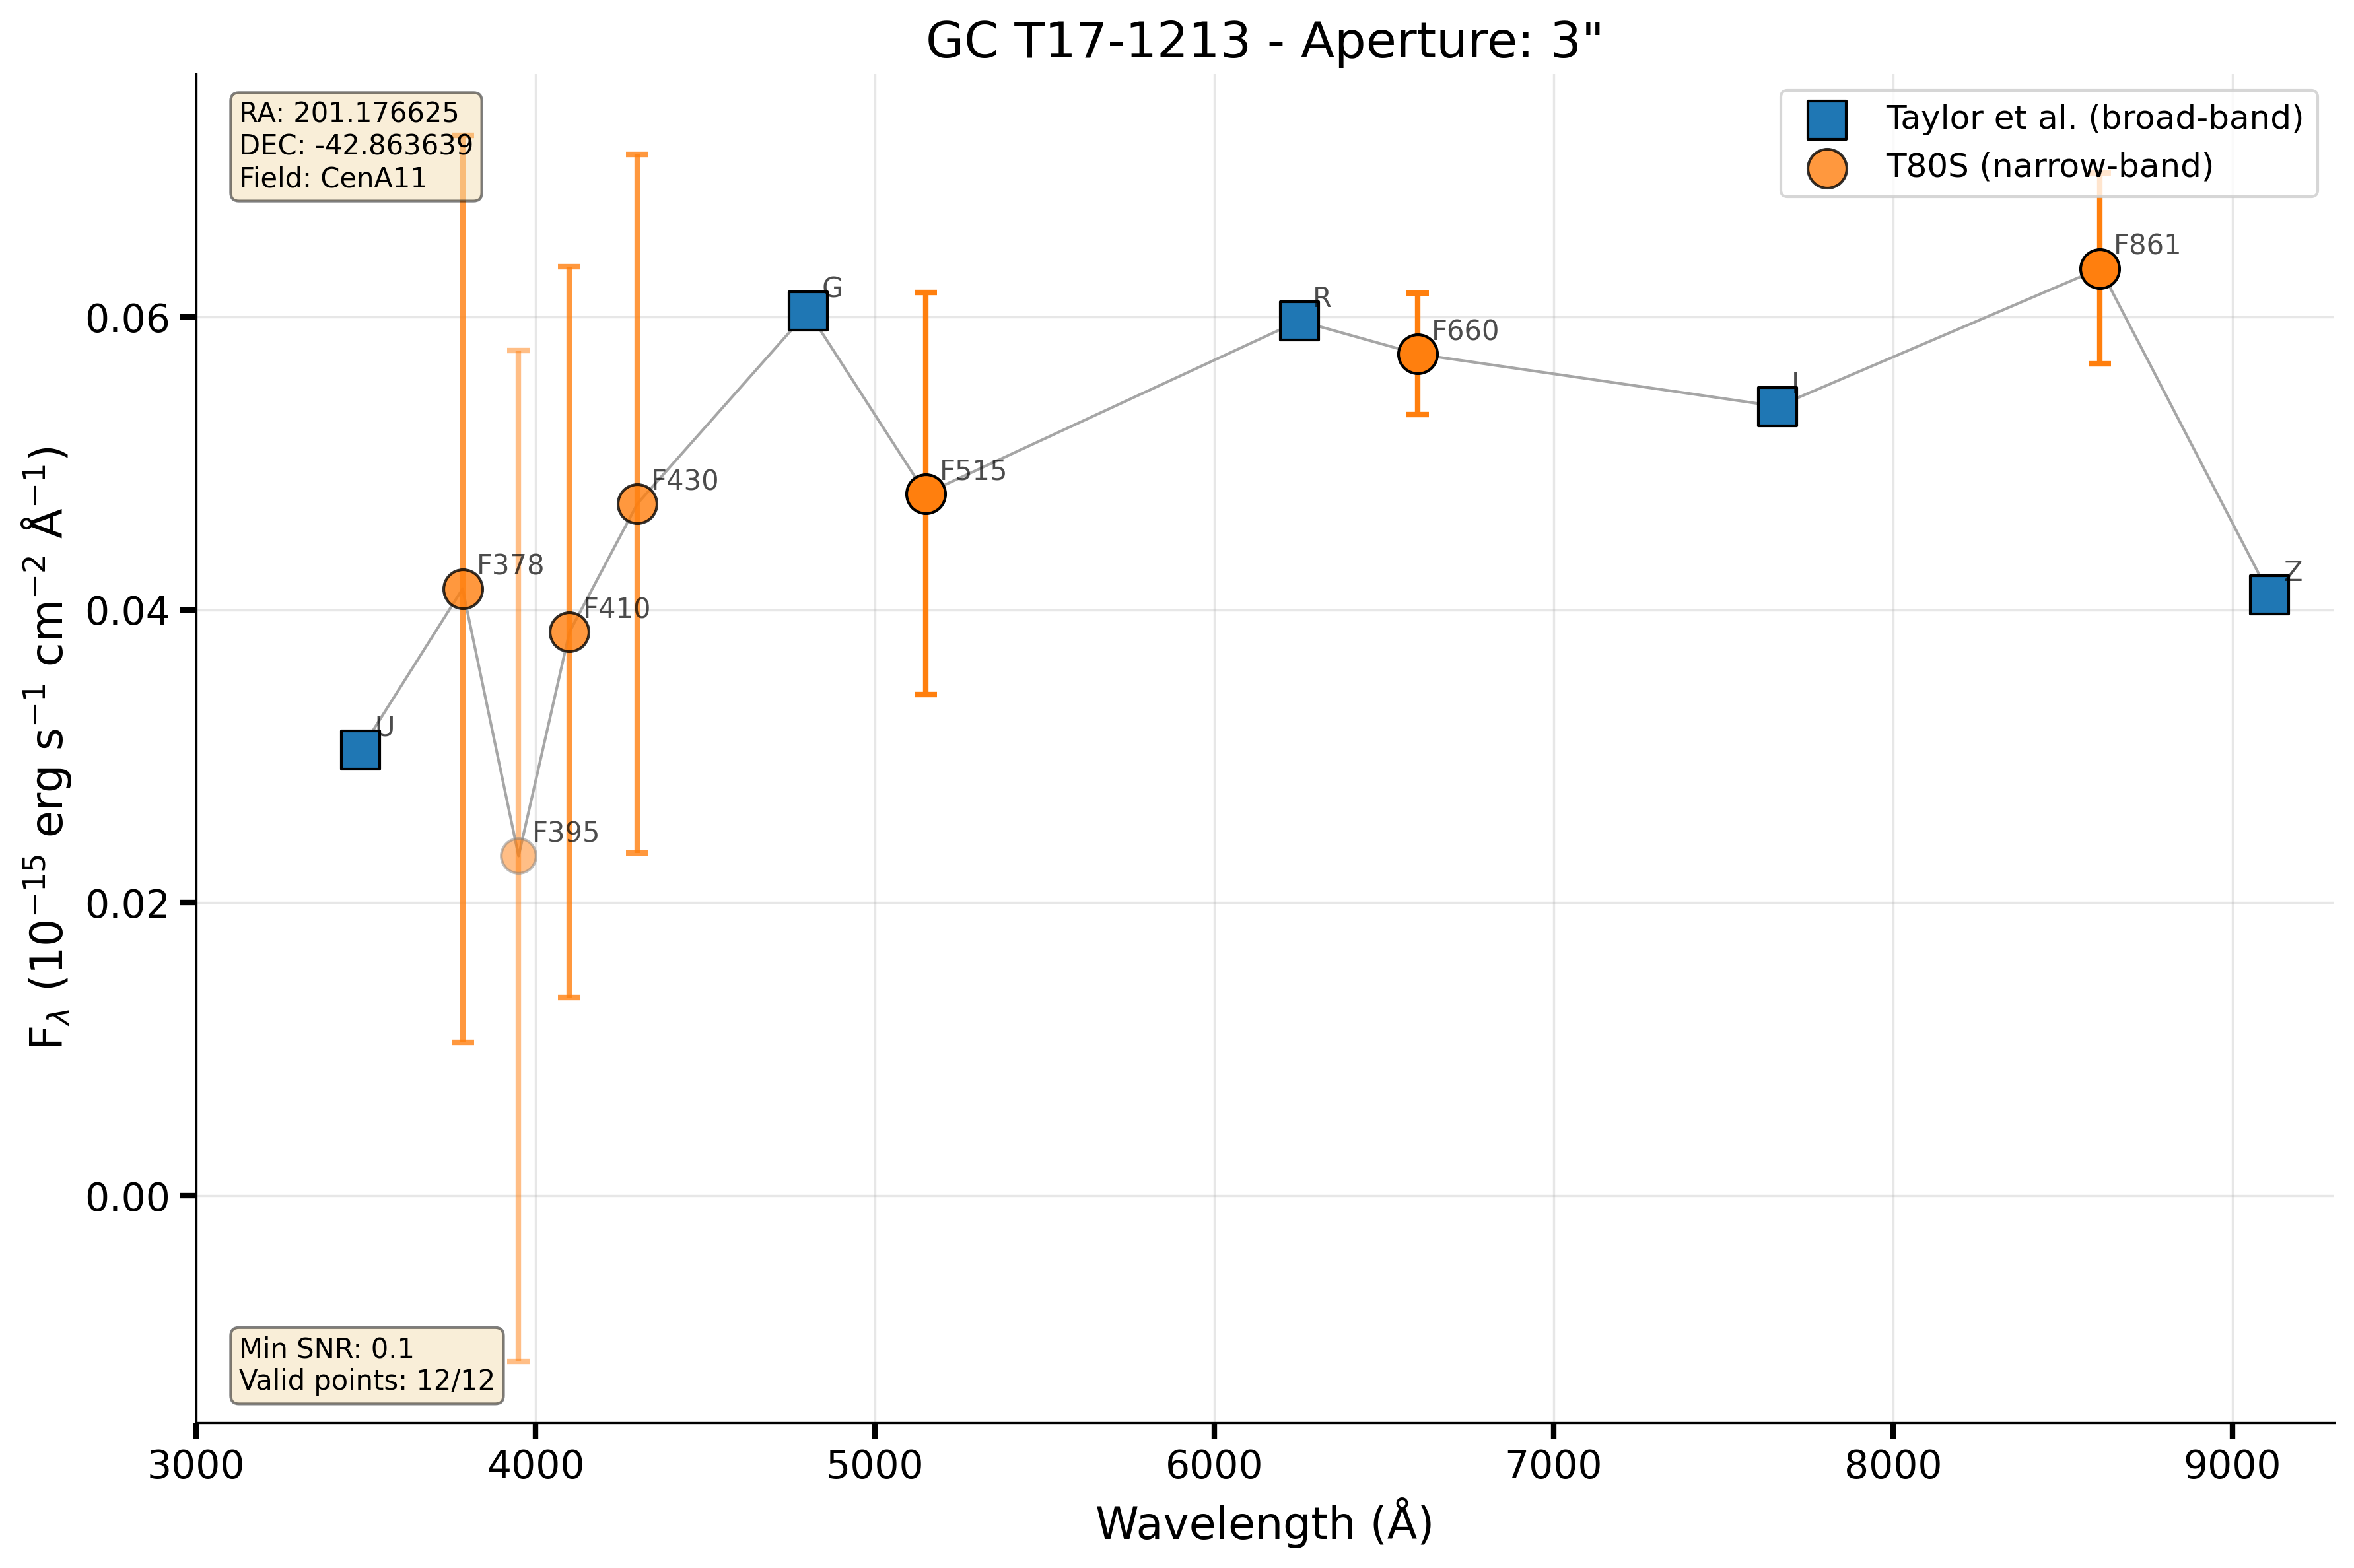 GC T17-1213 - Aperture: 3"
RA: 201.176625
DEC: -42.863639
Field: CenA11
Taylor et al. (broad-band)
T80S (narrow-band)
F861
G
R
F660
I
F515
F430
F378
Z
F410
U
F395
0.06
0.04
0.02
0.00
F_λ (10⁻¹⁵ erg s⁻¹ cm⁻² Å⁻¹)
Min SNR: 0.1
Valid points: 12/12
3000 4000 5000 6000 7000 8000 9000
Wavelength (Å)